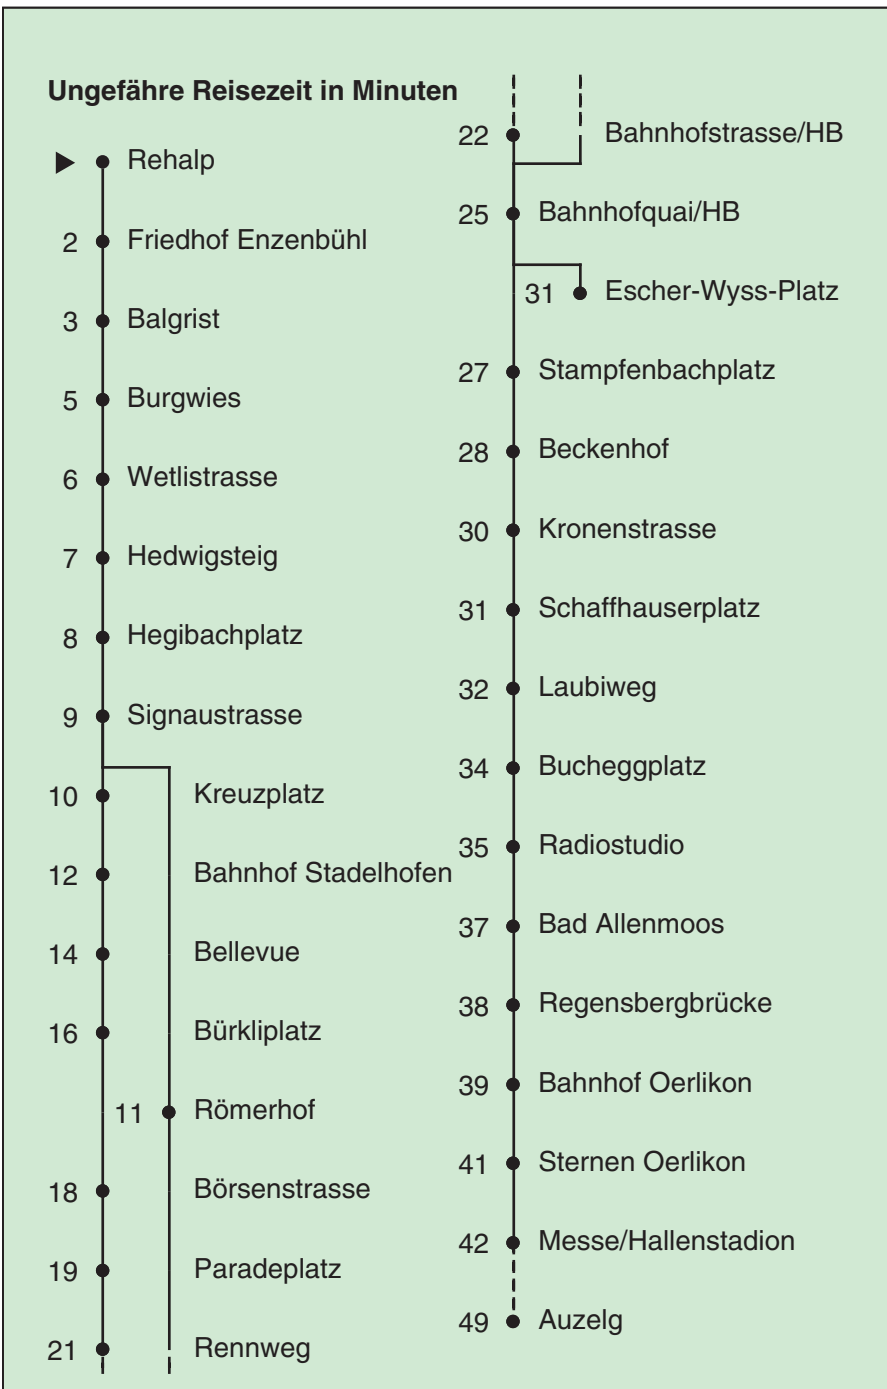 Ungefähre Reisezeit in Minuten
Rehalp
2 Friedhof Enzenbühl
3 Balgrist
5 Burgwies
6 Wetlistrasse
7 Hedwigsteig
8 Hegibachplatz
9 Signaustrasse
10 Kreuzplatz
12 Bahnhof Stadelhofen
14 Bellevue
16 Bürkliplatz
11 Römerhof
18 Börsenstrasse
19 Paradeplatz
21 Rennweg
22 Bahnhofstrasse/HB
25 Bahnhofquai/HB
31 Escher-Wyss-Platz
27 Stampfenbachplatz
28 Beckenhof
30 Kronenstrasse
31 Schaffhauserplatz
32 Laubiweg
34 Bucheggplatz
35 Radiostudio
37 Bad Allenmoos
38 Regensbergbrücke
39 Bahnhof Oerlikon
41 Sternen Oerlikon
42 Messe/Hallenstadion
49 Auzelg